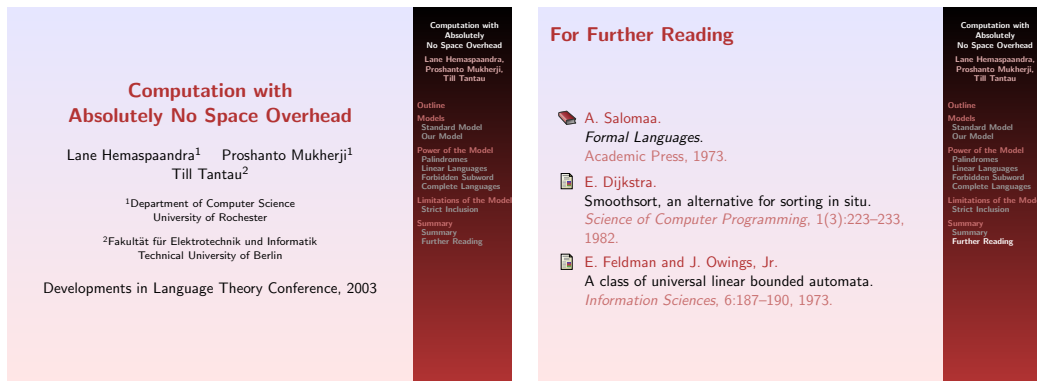 Computation with
Absolutely No Space Overhead
Lane Hemaspaandra1 Proshanto Mukherji1
Till Tantau2
1Department of Computer Science
University of Rochester
2Fakultät für Elektrotechnik und Informatik
Technical University of Berlin
Developments in Language Theory Conference, 2003
Computation with
Absolutely
No Space Overhead
Lane Hemaspaandra,
Proshanto Mukherji,
Till Tantau
Outline
Models
Standard Model
Our Model
Power of the Model
Palindromes
Linear Languages
Forbidden Subword
Complete Languages
Limitations of the Model
Strict Inclusion
Summary
Summary
Further Reading
For Further Reading
A. Salomaa.
Formal Languages.
Academic Press, 1973.
E. Dijkstra.
Smoothsort, an alternative for sorting in situ.
Science of Computer Programming, 1(3):223–233,
1982.
E. Feldman and J. Owings, Jr.
A class of universal linear bounded automata.
Information Sciences, 6:187–190, 1973.
Computation with
Absolutely
No Space Overhead
Lane Hemaspaandra,
Proshanto Mukherji,
Till Tantau
Outline
Models
Standard Model
Our Model
Power of the Model
Palindromes
Linear Languages
Forbidden Subword
Complete Languages
Limitations of the Mod
Strict Inclusion
Summary
Summary
Further Reading